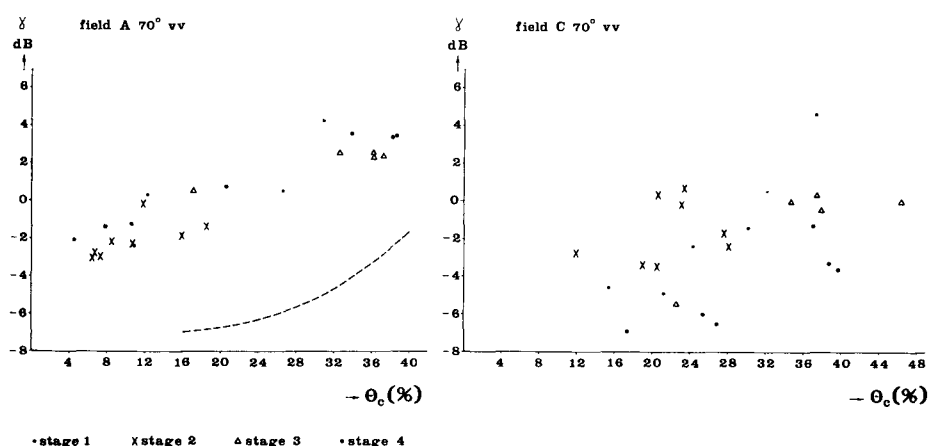 γ field A 70° vv
dB
6
4
2
0
−2
−4
−6
−8
4 8 12 16 20 24 28 32 36 40
→ Θc(%)
γ field C 70° vv
dB
6
4
2
0
−2
−4
−6
−8
4 8 12 16 20 24 28 32 36 40 44 48
→ Θc(%)
• stage 1 x stage 2 △ stage 3 • stage 4